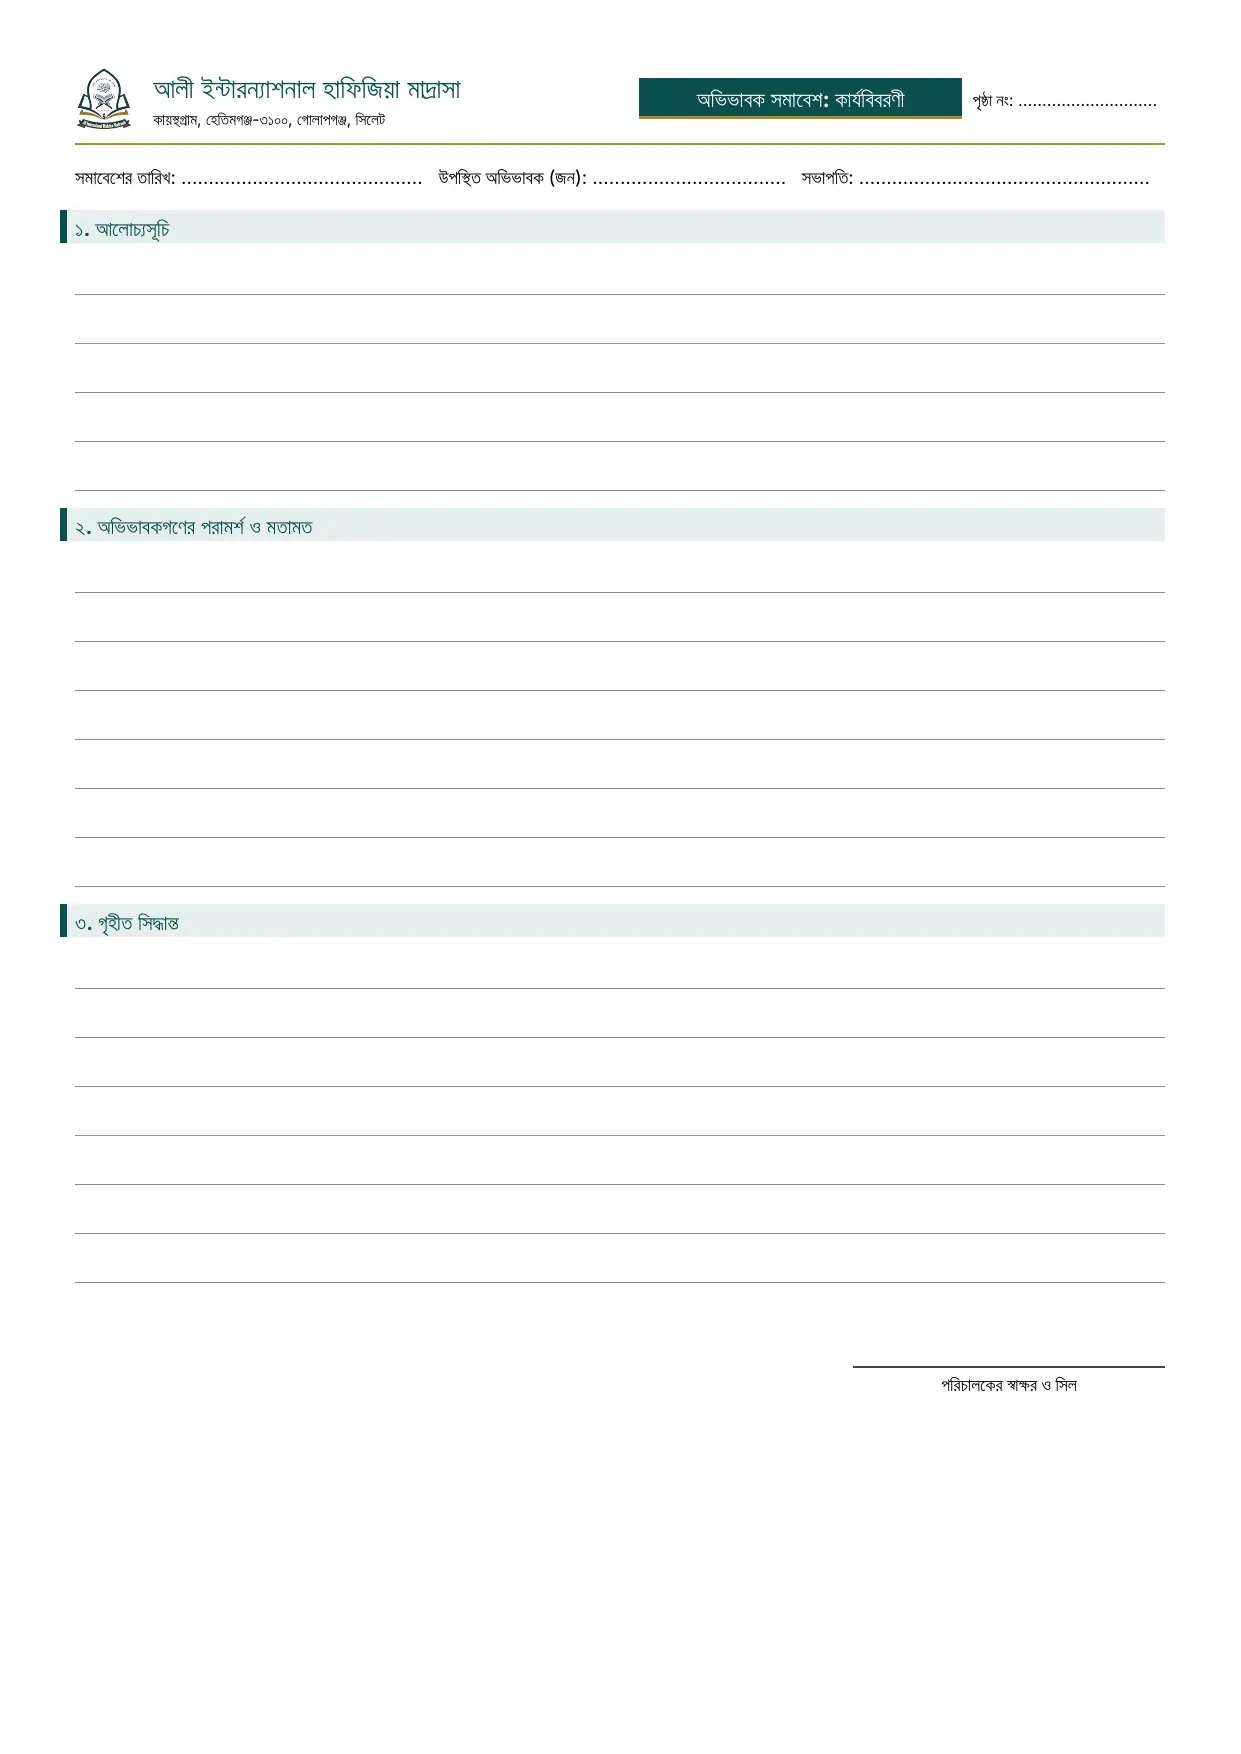 আলী ইন্টারন্যাশনাল হাফিজিয়া মাদ্রাসা
কায়স্থগ্রাম, হেতিমগঞ্জ-৩১০০, গোলাপগঞ্জ, সিলেট
অভিভাবক সমাবেশ: কার্যবিবরণী
পৃষ্ঠা নং: .............................
সমাবেশের তারিখ: ............................................ উপস্থিত অভিভাবক (জন): ................................... সভাপতি: .....................................................
১. আলোচ্যসূচি
২. অভিভাবকগণের পরামর্শ ও মতামত
৩. গৃহীত সিদ্ধান্ত
পরিচালকের স্বাক্ষর ও সিল